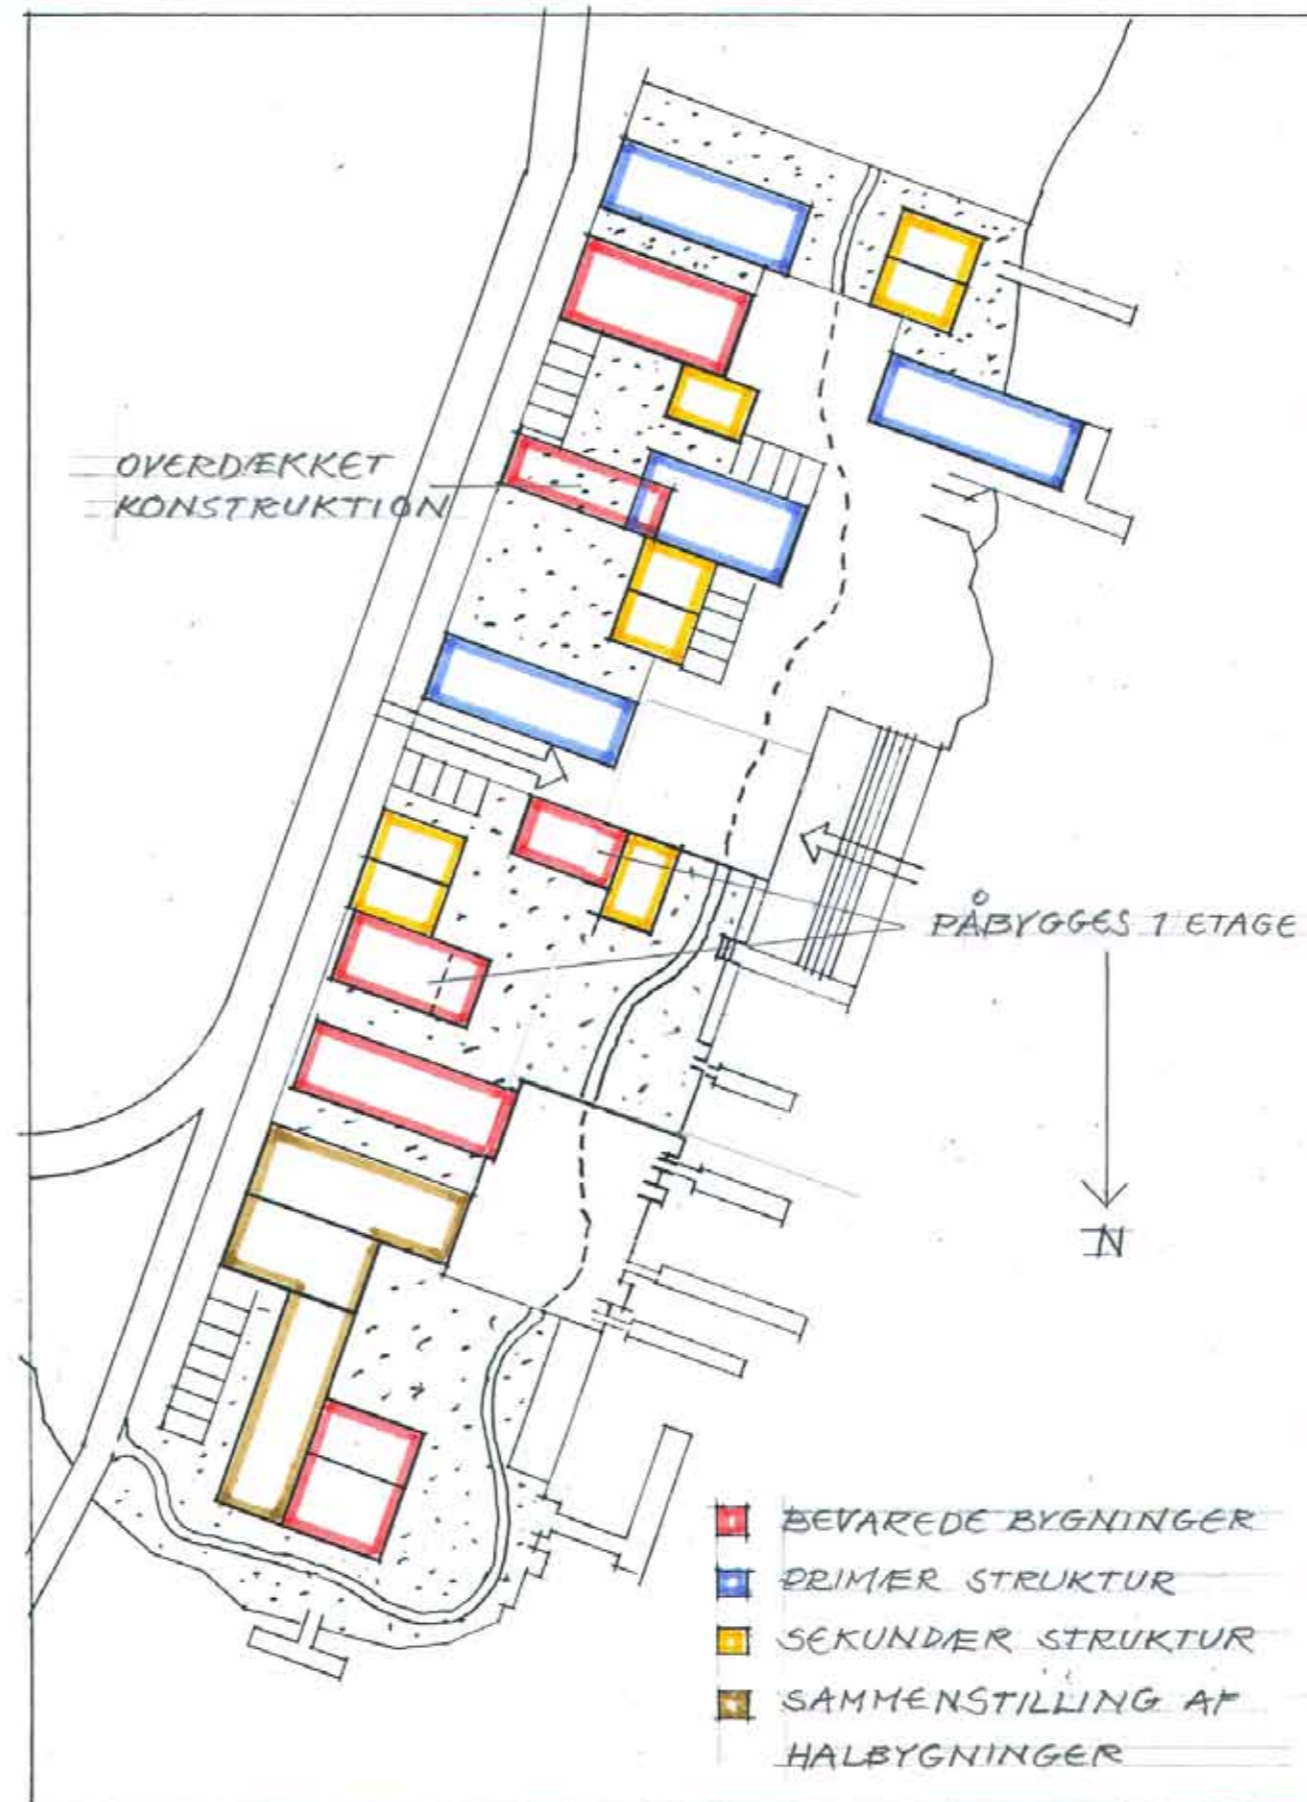 OVERDÆKKET
KONSTRUKTION
PÅBYGGES 1 ETAGE
N
BEVAREDE BYGNINGER
PRIMÆR STRUKTUR
SEKUNDÆR STRUKTUR
SAMMENSTILLING AF
HALBYGNINGER